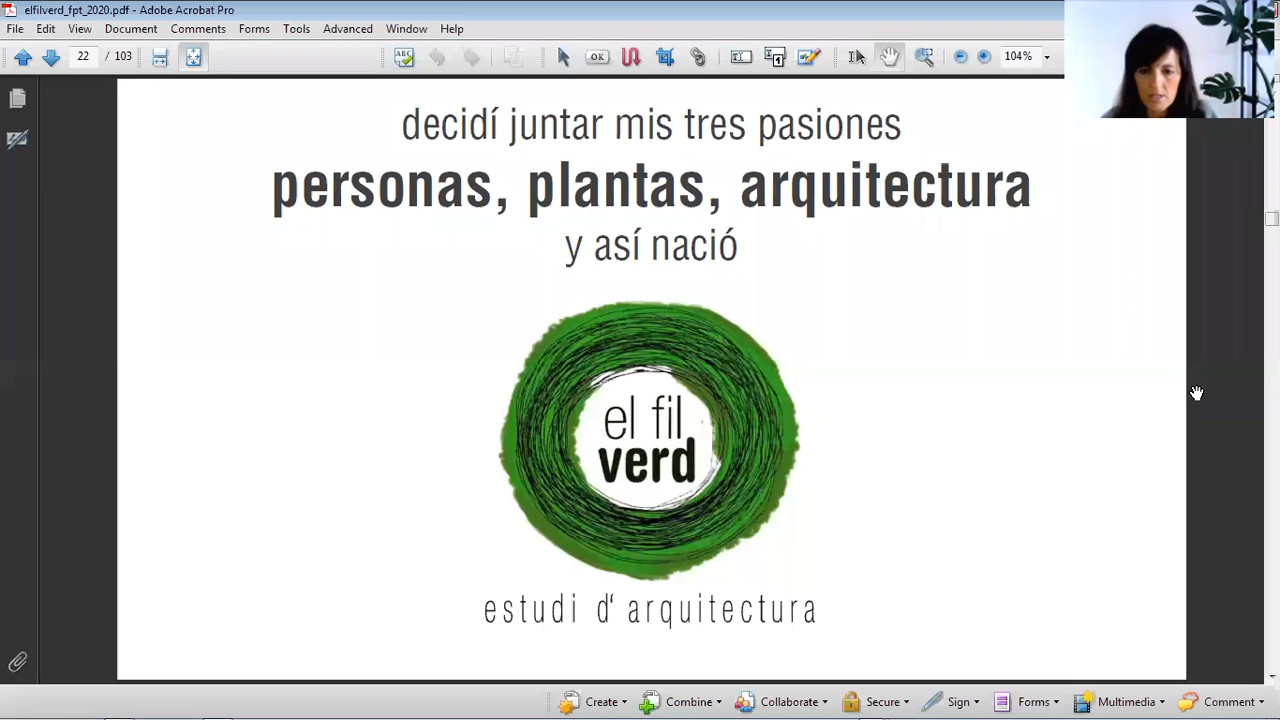 elfilverd_fpt_2020.pdf - Adobe Acrobat Pro
File Edit View Document Comments Forms Tools Advanced Window Help
22 / 103 OK 1 104%
decidí juntar mis tres pasiones
personas, plantas, arquitectura
y así nació
el fil
verd
estudi d' arquitectura
Create Combine Collaborate Secure Sign Forms Multimedia Comment